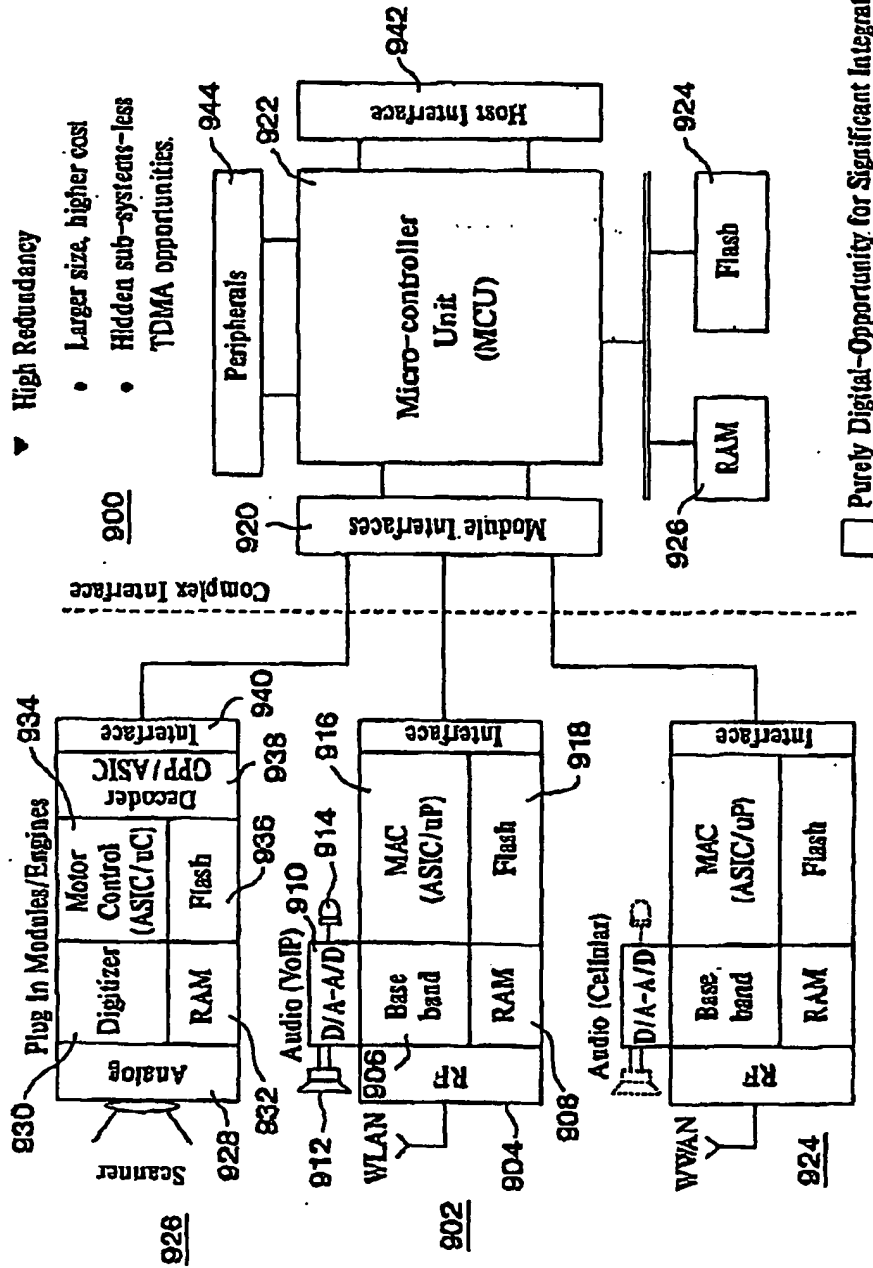 ▼ High Redundancy
• Larger size, higher cost
• Hidden sub-systems-less
TDMA opportunities.
900
944
Peripherals
922
Micro-controller
Unit
(MCU)
942
Host Interface
920
Module Interfaces
Complex Interface
926
RAM
924
Flash
Purely Digital-Opportunity for Significant Integrat
Plug In Modules/Engines
934
930
Scanner
926
928
Analog
Digitizer
RAM
932
Motor
Control
(ASIC/uC)
Flash
936
Decoder
GPP/ASIC
938
Interface
940
Audio (VoIP)
910
912
D/A-A/D
914
916
WLAN
902
RF
904
906
Base
band
RAM
908
MAC
(ASIC/uP)
Flash
918
Interface
Audio (Cellular)
D/A-A/D
WWAN
924
RF
Base,
band
RAM
MAC
(ASIC/uP)
Flash
Interface